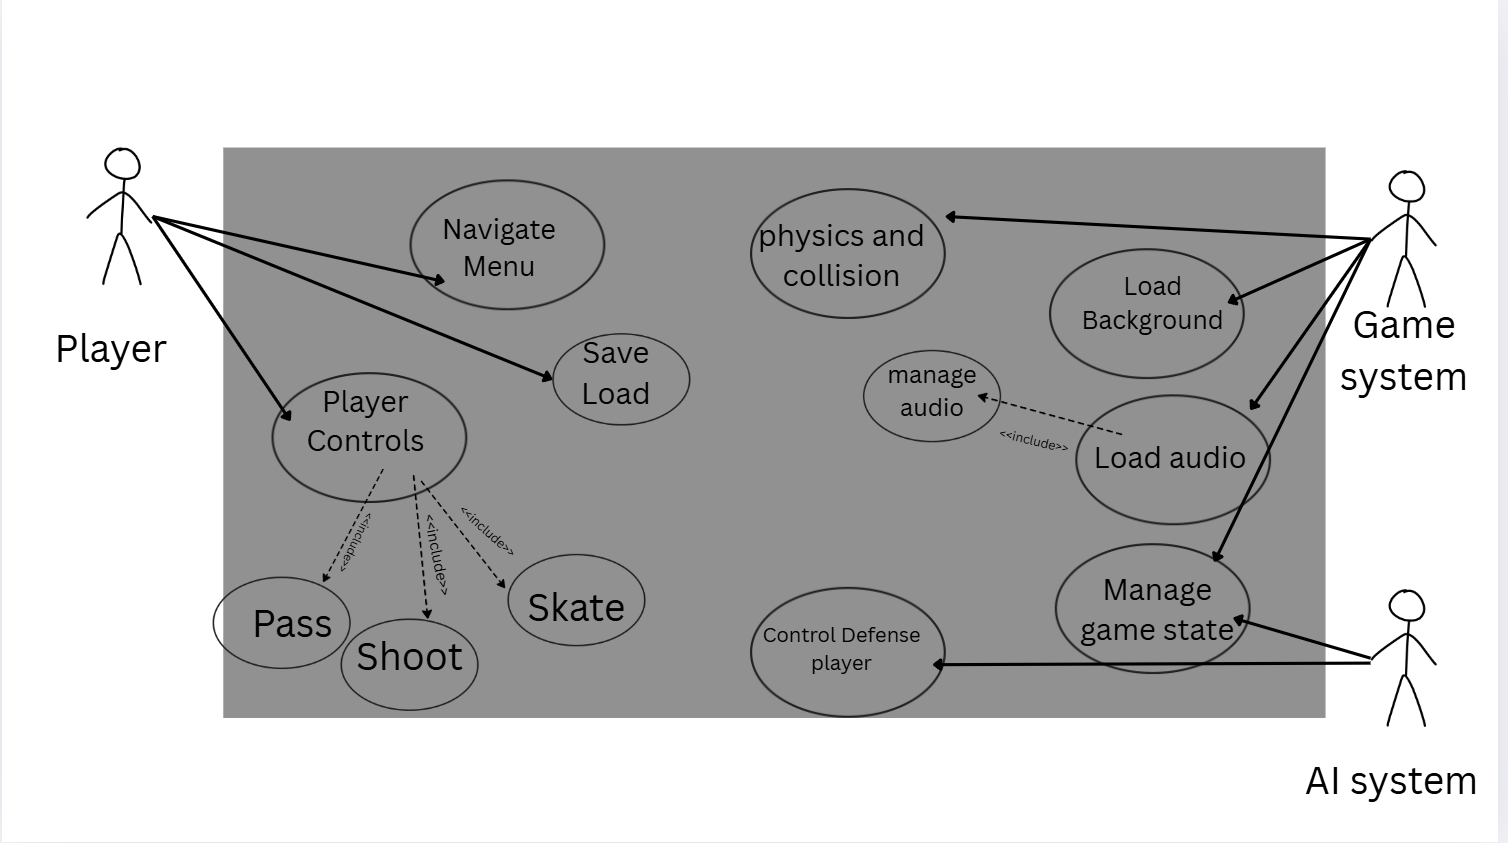 Player
Navigate
Menu
Save
Load
Player
Controls
<<include>>
<<include>>
<<include>>
Pass
Shoot
Skate
physics and
collision
Load
Background
manage
audio
<<include>>
Load audio
Manage
game state
Control Defense
player
Game
system
AI system